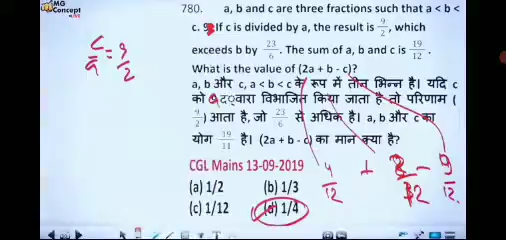 MG
Concept
Live
780. a, b and c are three fractions such that a < b <
c. If c is divided by a, the result is 9/2, which
exceeds b by 23/6. The sum of a, b and c is 19/12.
What is the value of (2a + b - c)?
a, b और c, a < b < c के रूप में तीन भिन्न है। यदि c
को a द्वारा विभाजित किया जाता है तो परिणाम (
9/2) आता है, जो 23/6 से अधिक है। a, b और c का
योग 19/11 है। (2a + b - c) का मान क्या है?
CGL Mains 13-09-2019
(a) 1/2 (b) 1/3
(c) 1/12 (d) 1/4
c/a = 9/2
4/12 + 8/12 - 9/12